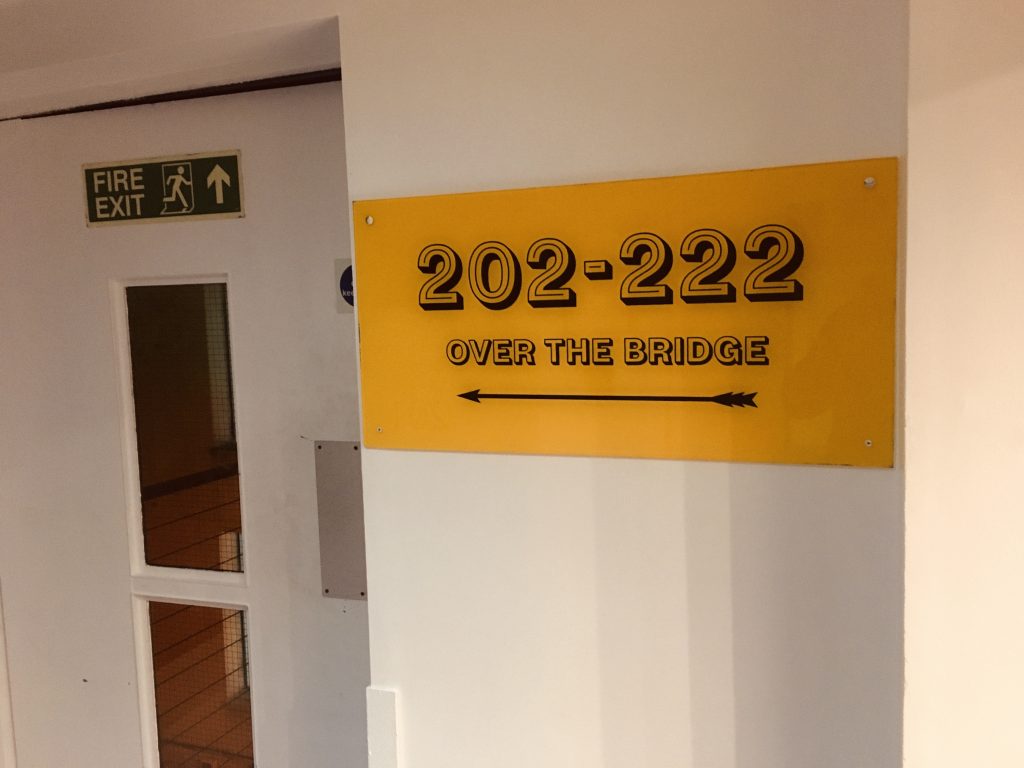 FIRE
EXIT
202-222
OVER THE BRIDGE